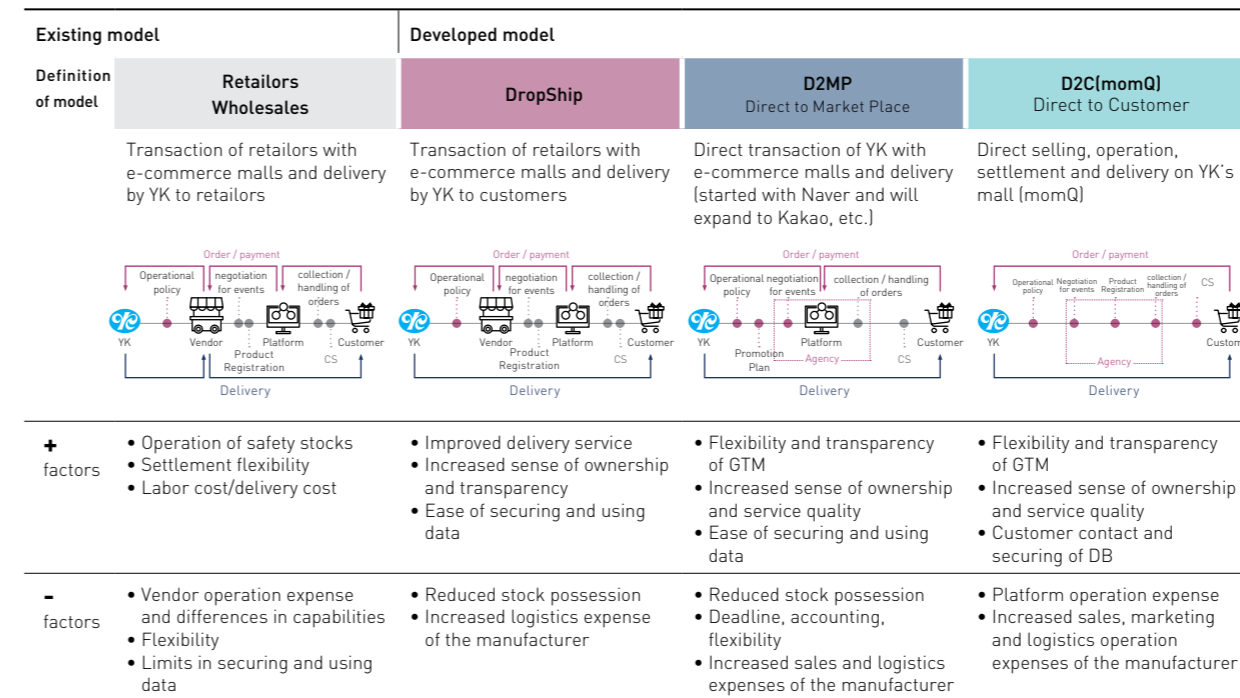 Existing model
Developed model
Definition
of model
Retailors
Wholesales
DropShip
D2MP
Direct to Market Place
D2C(momQ)
Direct to Customer
Transaction of retailors with
e-commerce malls and delivery
by YK to retailors
Transaction of retailors with
e-commerce malls and delivery
by YK to customers
Direct transaction of YK with
e-commerce malls and delivery
(started with Naver and will
expand to Kakao, etc.)
Direct selling, operation,
settlement and delivery on YK's
mall (momQ)
Order / payment
Operational
policy
negotiation
for events
collection /
handling of
orders
YK
Vendor
Platform
Customer
Product
Registration
CS
Delivery
Order / payment
Operational
policy
negotiation
for events
collection /
handling of
orders
YK
Vendor
Platform
Customer
Product
Registration
CS
Delivery
Order / payment
Operational
policy
negotiation
for events
collection / handling
of orders
YK
Platform
Customer
Promotion
Plan
Agency
CS
Delivery
Order / payment
Operational
policy
Negotiation
for events
Product
Registration
collection /
handling of
orders
CS
YK
Custom
Agency
Delivery
+
factors
• Operation of safety stocks
• Settlement flexibility
• Labor cost/delivery cost
• Improved delivery service
• Increased sense of ownership
and transparency
• Ease of securing and using
data
• Flexibility and transparency
of GTM
• Increased sense of ownership
and service quality
• Ease of securing and using
data
• Flexibility and transparency
of GTM
• Increased sense of ownership
and service quality
• Customer contact and
securing of DB
-
factors
• Vendor operation expense
and differences in capabilities
• Flexibility
• Limits in securing and using
data
• Reduced stock possession
• Increased logistics expense
of the manufacturer
• Reduced stock possession
• Deadline, accounting,
flexibility
• Increased sales and logistics
expenses of the manufacturer
• Platform operation expense
• Increased sales, marketing
and logistics operation
expenses of the manufacturer